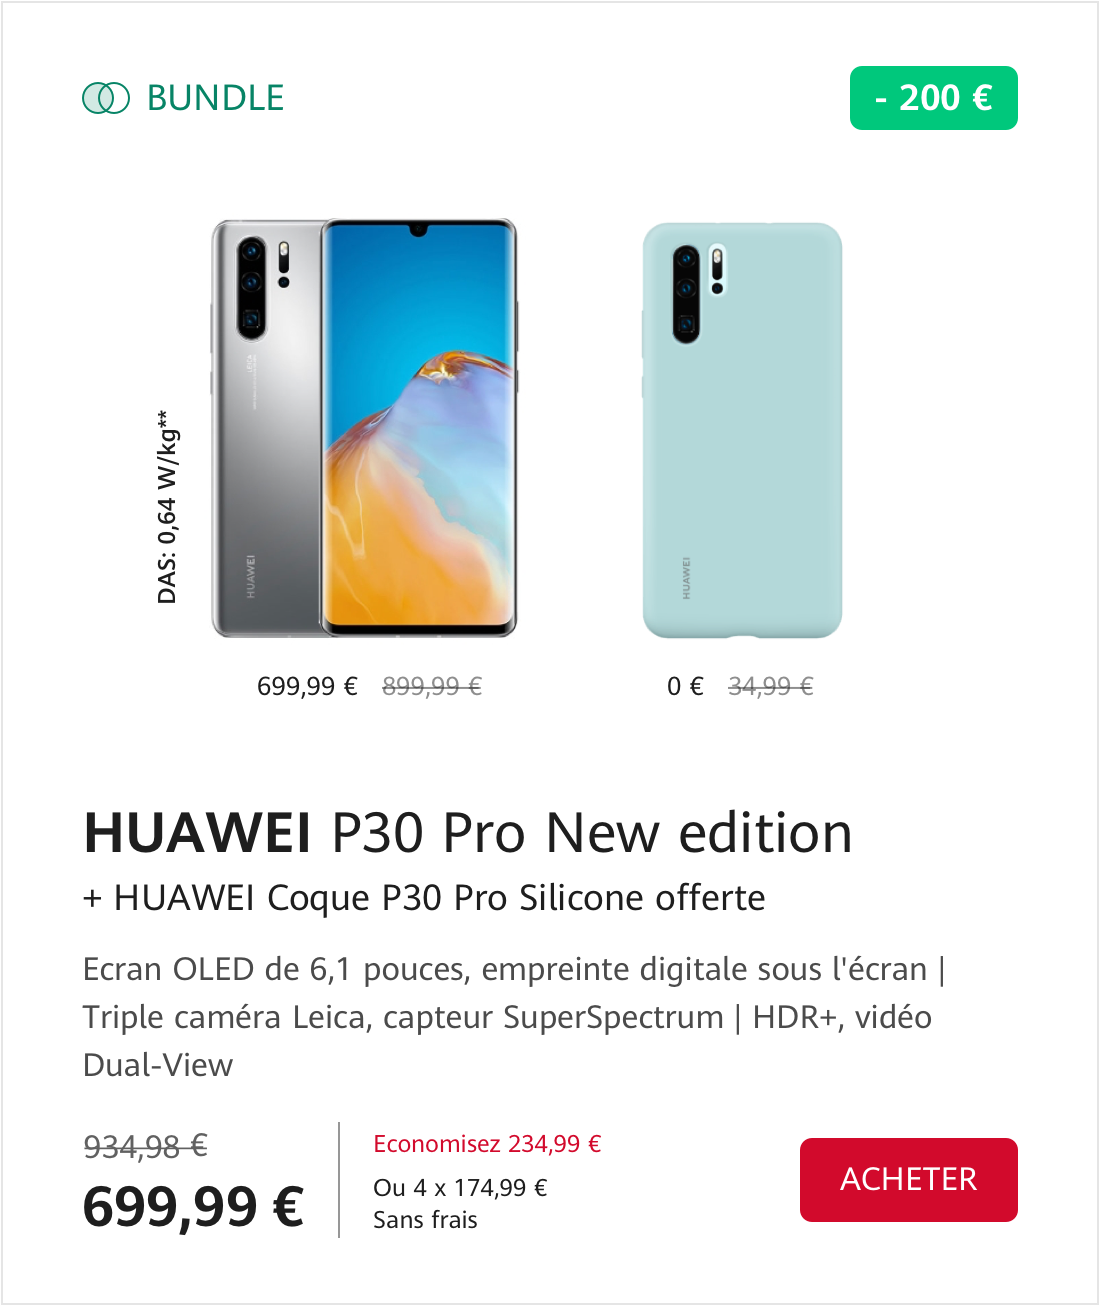 BUNDLE
- 200 €
DAS: 0,64 W/kg**
HUAWEI
HUAWEI
699,99 € 899,99 €
0 € 34,99 €
HUAWEI P30 Pro New edition
+ HUAWEI Coque P30 Pro Silicone offerte
Ecran OLED de 6,1 pouces, empreinte digitale sous l'écran |
Triple caméra Leica, capteur SuperSpectrum | HDR+, vidéo
Dual-View
934,98 €
699,99 €
Economisez 234,99 €
Ou 4 x 174,99 €
Sans frais
ACHETER